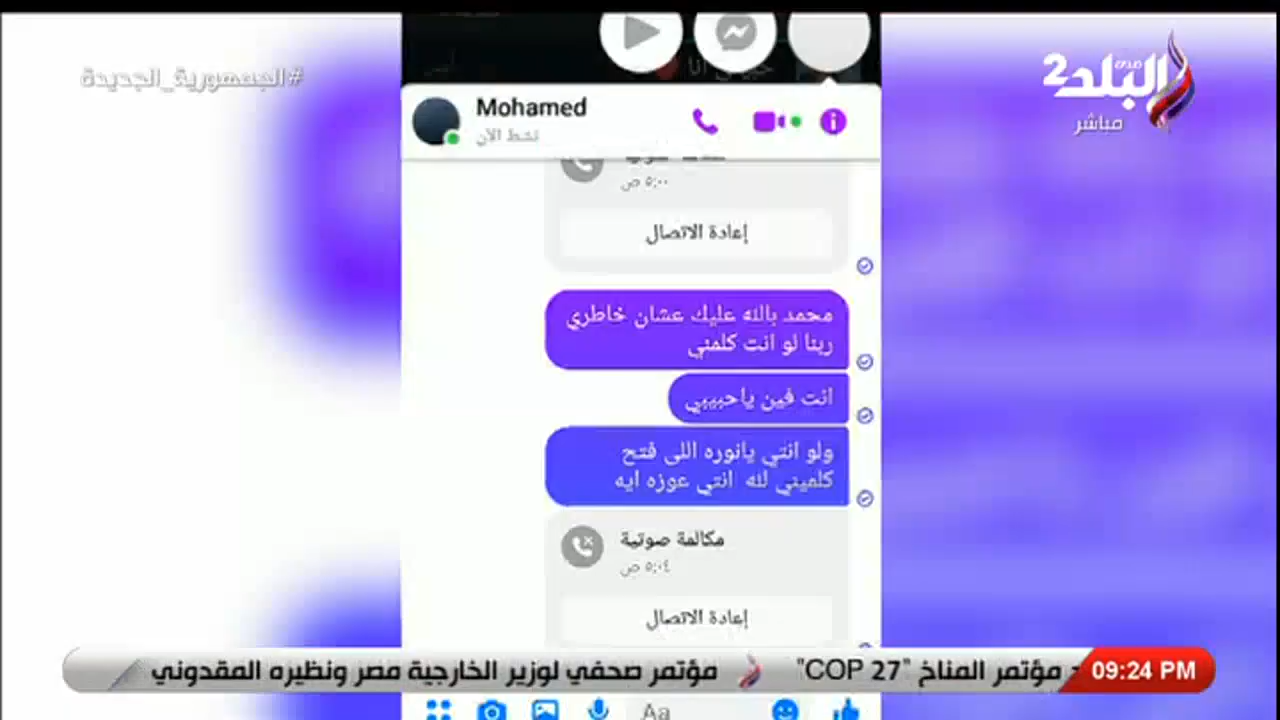 #الجمهورية_الجديدة
صدى
البلد 2
مباشر
Mohamed
نشط الآن
٥:٠٠ ص
إعادة الاتصال
محمد بالله عليك عشان خاطري
ربنا لو انت كلمني
انت فين ياحبيبي
ولو انتي يانوره اللى فتح
كلميني لله انتي عوزه ايه
مكالمة صوتية
٥:٠٤ ص
إعادة الاتصال
مؤتمر المناخ "COP 27" مؤتمر صحفي لوزير الخارجية مصر ونظيره المقدوني
09:24 PM
Aa